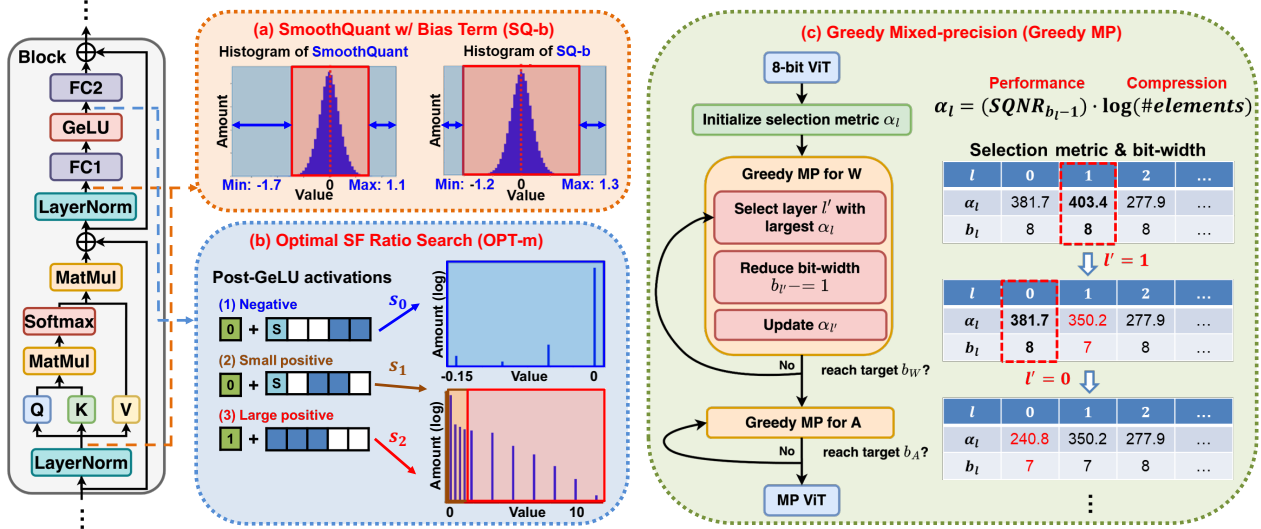 Block
FC2
GeLU
FC1
LayerNorm
MatMul
Softmax
MatMul
Q
K
V
LayerNorm
(a) SmoothQuant w/ Bias Term (SQ-b)
Histogram of SmoothQuant
Histogram of SQ-b
Amount
Amount
0
0
Min: -1.7
Value
Max: 1.1
Min: -1.2
Value
Max: 1.3
(b) Optimal SF Ratio Search (OPT-m)
Post-GeLU activations
(1) Negative
0 + S
s₀
(2) Small positive
0 + S
s₁
(3) Large positive
1 +
s₂
Amount (log)
-0.15
Value
0
Amount (log)
0
Value
10
(c) Greedy Mixed-precision (Greedy MP)
8-bit ViT
Initialize selection metric αₗ
Greedy MP for W
Select layer l′ with
largest αₗ
Reduce bit-width
bₗ′−= 1
Update αₗ′
No
reach target b_W?
Greedy MP for A
No
reach target b_A?
MP ViT
Performance
Compression
αₗ = (SQNR_{bₗ−1}) · log(#elements)
Selection metric & bit-width
l 0 1 2 …
αₗ 381.7 403.4 277.9 …
bₗ 8 8 8 …
l′ = 1
l 0 1 2 …
αₗ 381.7 350.2 277.9 …
bₗ 8 7 8 …
l′ = 0
l 0 1 2 …
αₗ 240.8 350.2 277.9 …
bₗ 7 7 8 …